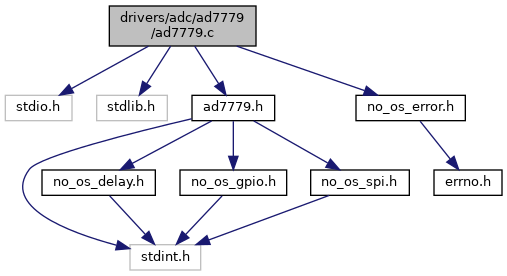 drivers/adc/ad7779
/ad7779.c
stdio.h
stdlib.h
ad7779.h
no_os_error.h
no_os_delay.h
no_os_gpio.h
no_os_spi.h
errno.h
stdint.h